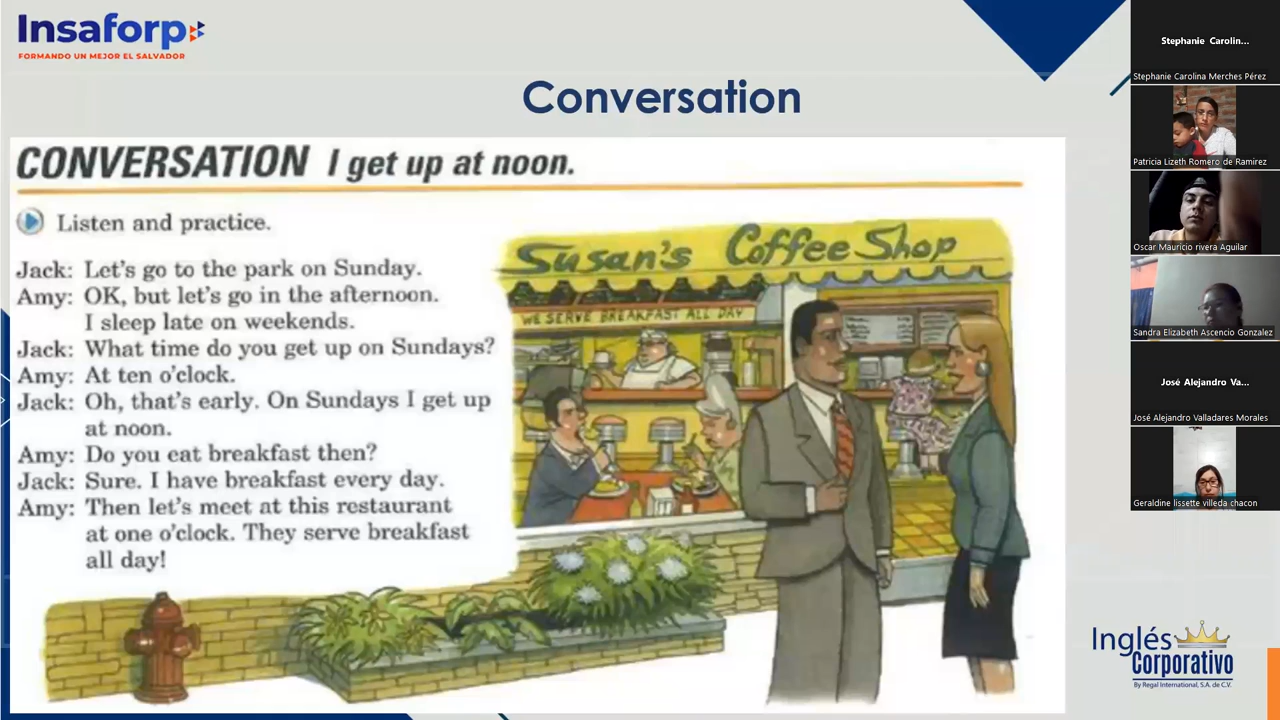 Insaforp
FORMANDO UN MEJOR EL SALVADOR
Conversation
CONVERSATION I get up at noon.
Listen and practice.
Jack: Let's go to the park on Sunday.
Amy: OK, but let's go in the afternoon.
I sleep late on weekends.
Jack: What time do you get up on Sundays?
Amy: At ten o'clock.
Jack: Oh, that's early. On Sundays I get up
at noon.
Amy: Do you eat breakfast then?
Jack: Sure. I have breakfast every day.
Amy: Then let's meet at this restaurant
at one o'clock. They serve breakfast
all day!
Susan's Coffee Shop
WE SERVE BREAKFAST ALL DAY
Stephanie Carolin...
Stephanie Carolina Merches Pérez
Patricia Lizeth Romero de Ramirez
Oscar Mauricio rivera Aguilar
Sandra Elizabeth Ascencio Gonzalez
José Alejandro Va...
José Alejandro Valladares Morales
Geraldine lissette villeda chacon
Inglés
Corporativo
By Regal International, S.A. de C.V.